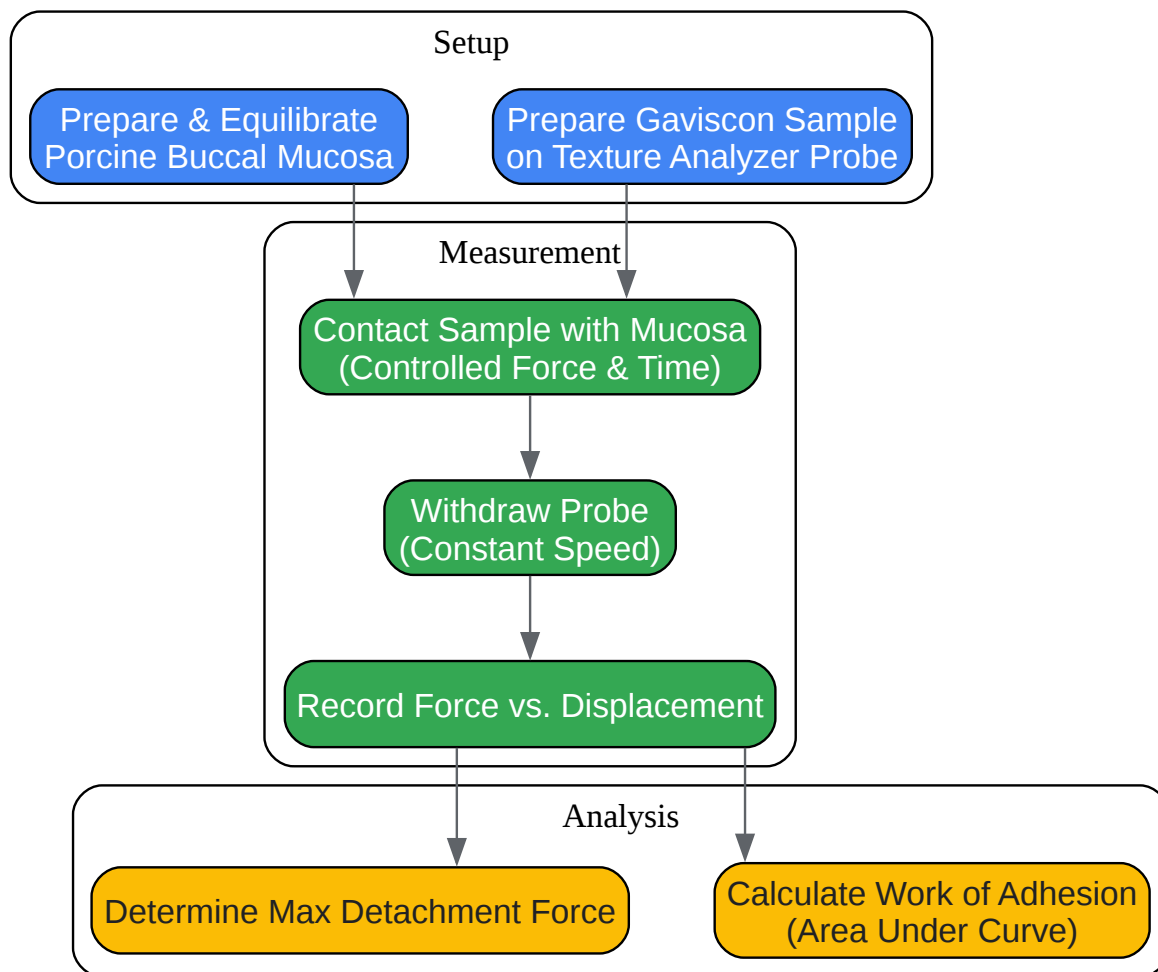 Setup
Prepare & Equilibrate
Porcine Buccal Mucosa
Prepare Gaviscon Sample
on Texture Analyzer Probe
Measurement
Contact Sample with Mucosa
(Controlled Force & Time)
Withdraw Probe
(Constant Speed)
Record Force vs. Displacement
Analysis
Determine Max Detachment Force
Calculate Work of Adhesion
(Area Under Curve)